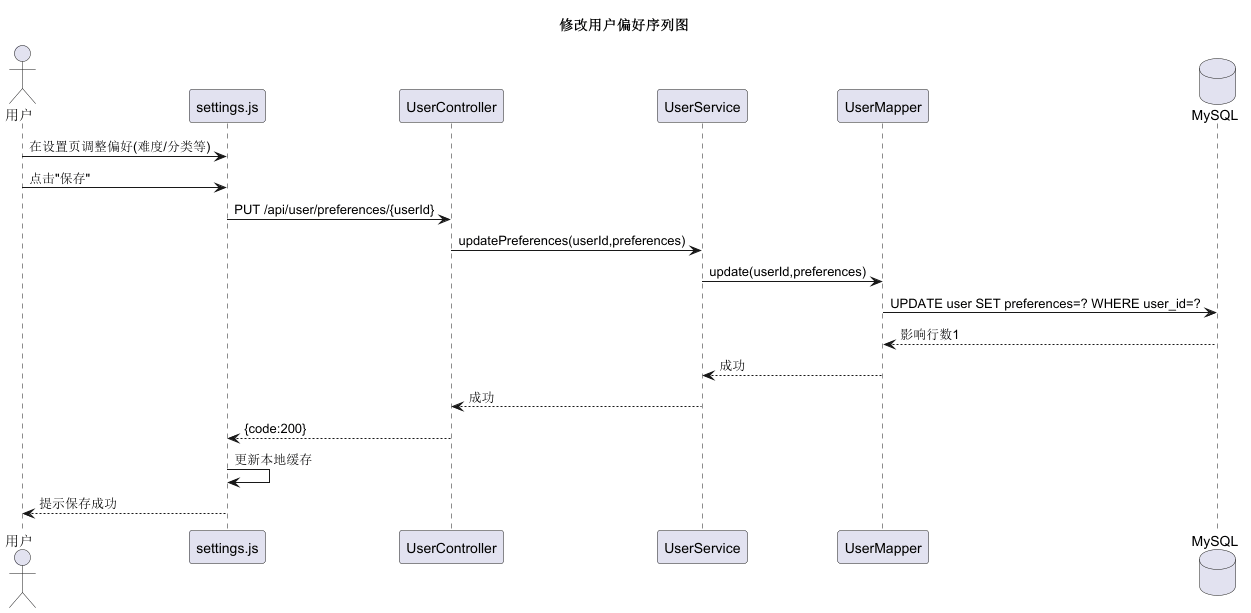 修改用户偏好序列图
用户
settings.js
UserController
UserService
UserMapper
MySQL
在设置页调整偏好(难度/分类等)
点击"保存"
PUT /api/user/preferences/{userId}
updatePreferences(userId,preferences)
update(userId,preferences)
UPDATE user SET preferences=? WHERE user_id=?
影响行数1
成功
成功
{code:200}
更新本地缓存
提示保存成功
用户
settings.js
UserController
UserService
UserMapper
MySQL